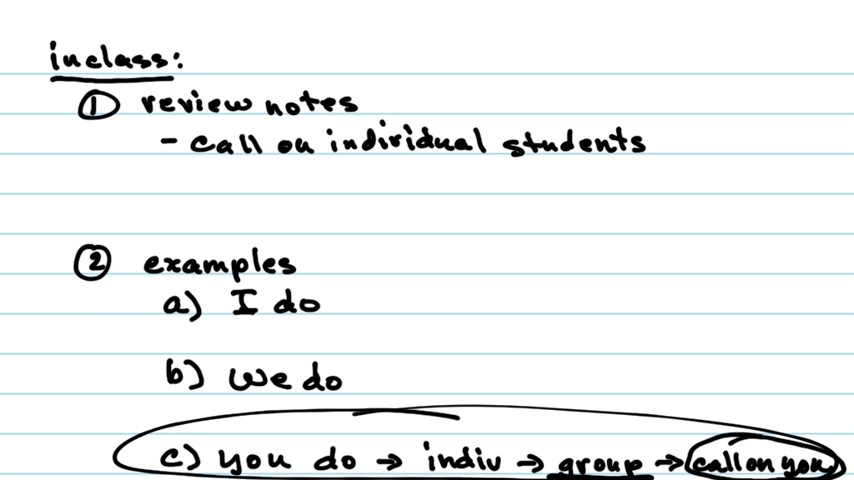 inclass:
① review notes
- call on individual students
② examples
a) I do
b) we do
c) you do → indiv → group → call on you